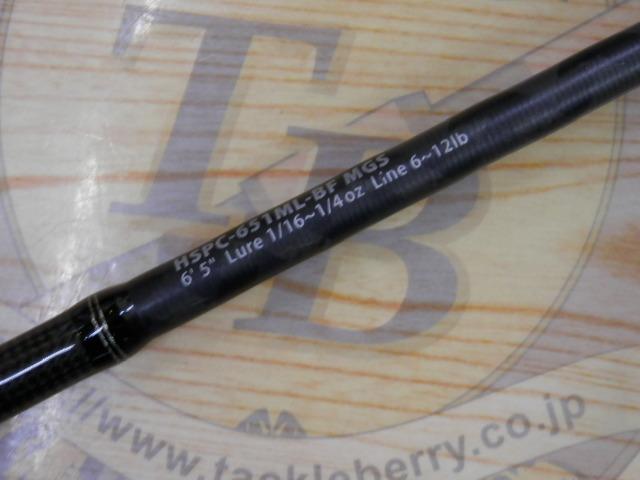 TB
HSPC-651ML-BF MGS
6' 5" Lure 1/16~1/4oz Line 6~12lb
//www.tackleberry.co.jp